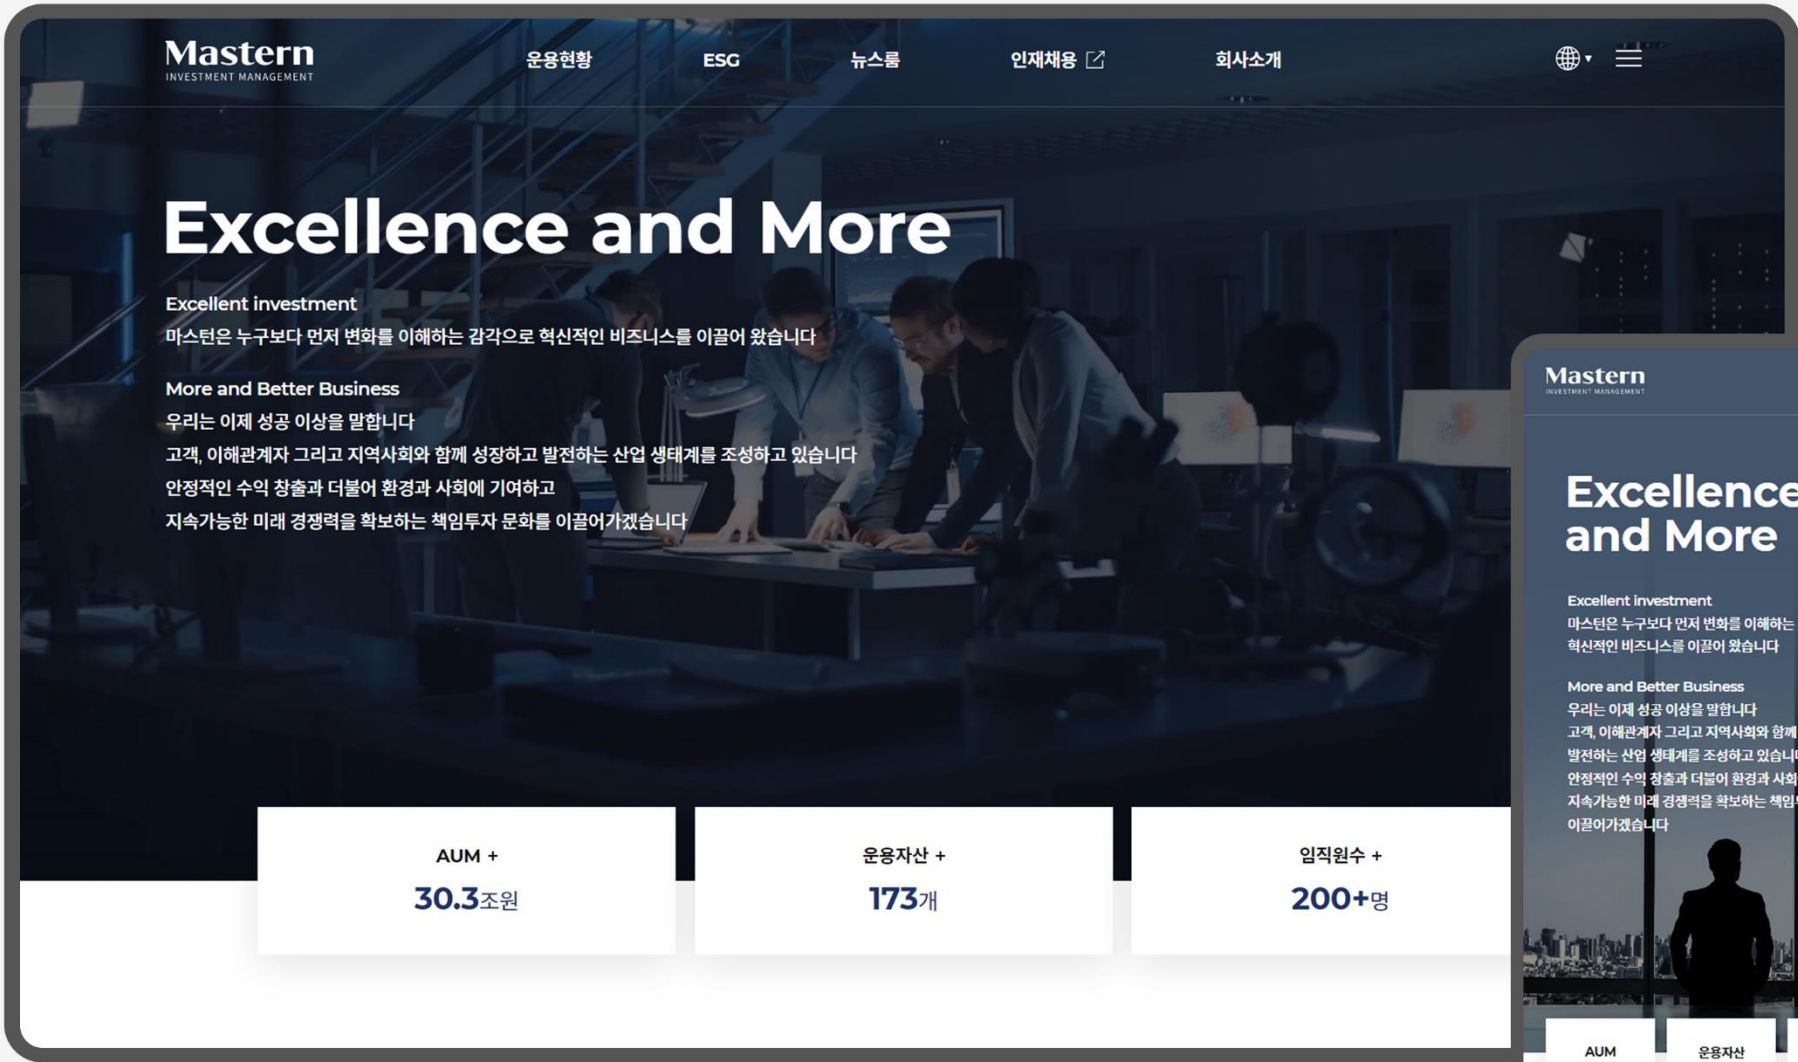 Mastern
INVESTMENT MANAGEMENT
운용현황
ESG
뉴스룸
인재채용
회사소개
Excellence and More
Excellent investment
마스턴은 누구보다 먼저 변화를 이해하는 감각으로 혁신적인 비즈니스를 이끌어 왔습니다
More and Better Business
우리는 이제 성공 이상을 말합니다
고객, 이해관계자 그리고 지역사회와 함께 성장하고 발전하는 산업 생태계를 조성하고 있습니다
안정적인 수익 창출과 더불어 환경과 사회에 기여하고
지속가능한 미래 경쟁력을 확보하는 책임투자 문화를 이끌어가겠습니다
AUM +
30.3조원
운용자산 +
173개
임직원수 +
200+명
Mastern
INVESTMENT MANAGEMENT
Excellence
and More
Excellent investment
마스턴은 누구보다 먼저 변화를 이해하는
혁신적인 비즈니스를 이끌어 왔습니다
More and Better Business
우리는 이제 성공 이상을 말합니다
고객, 이해관계자 그리고 지역사회와 함께
발전하는 산업 생태계를 조성하고 있습니다
안정적인 수익 창출과 더불어 환경과 사회
지속가능한 미래 경쟁력을 확보하는 책임
이끌어가겠습니다
AUM
운용자산